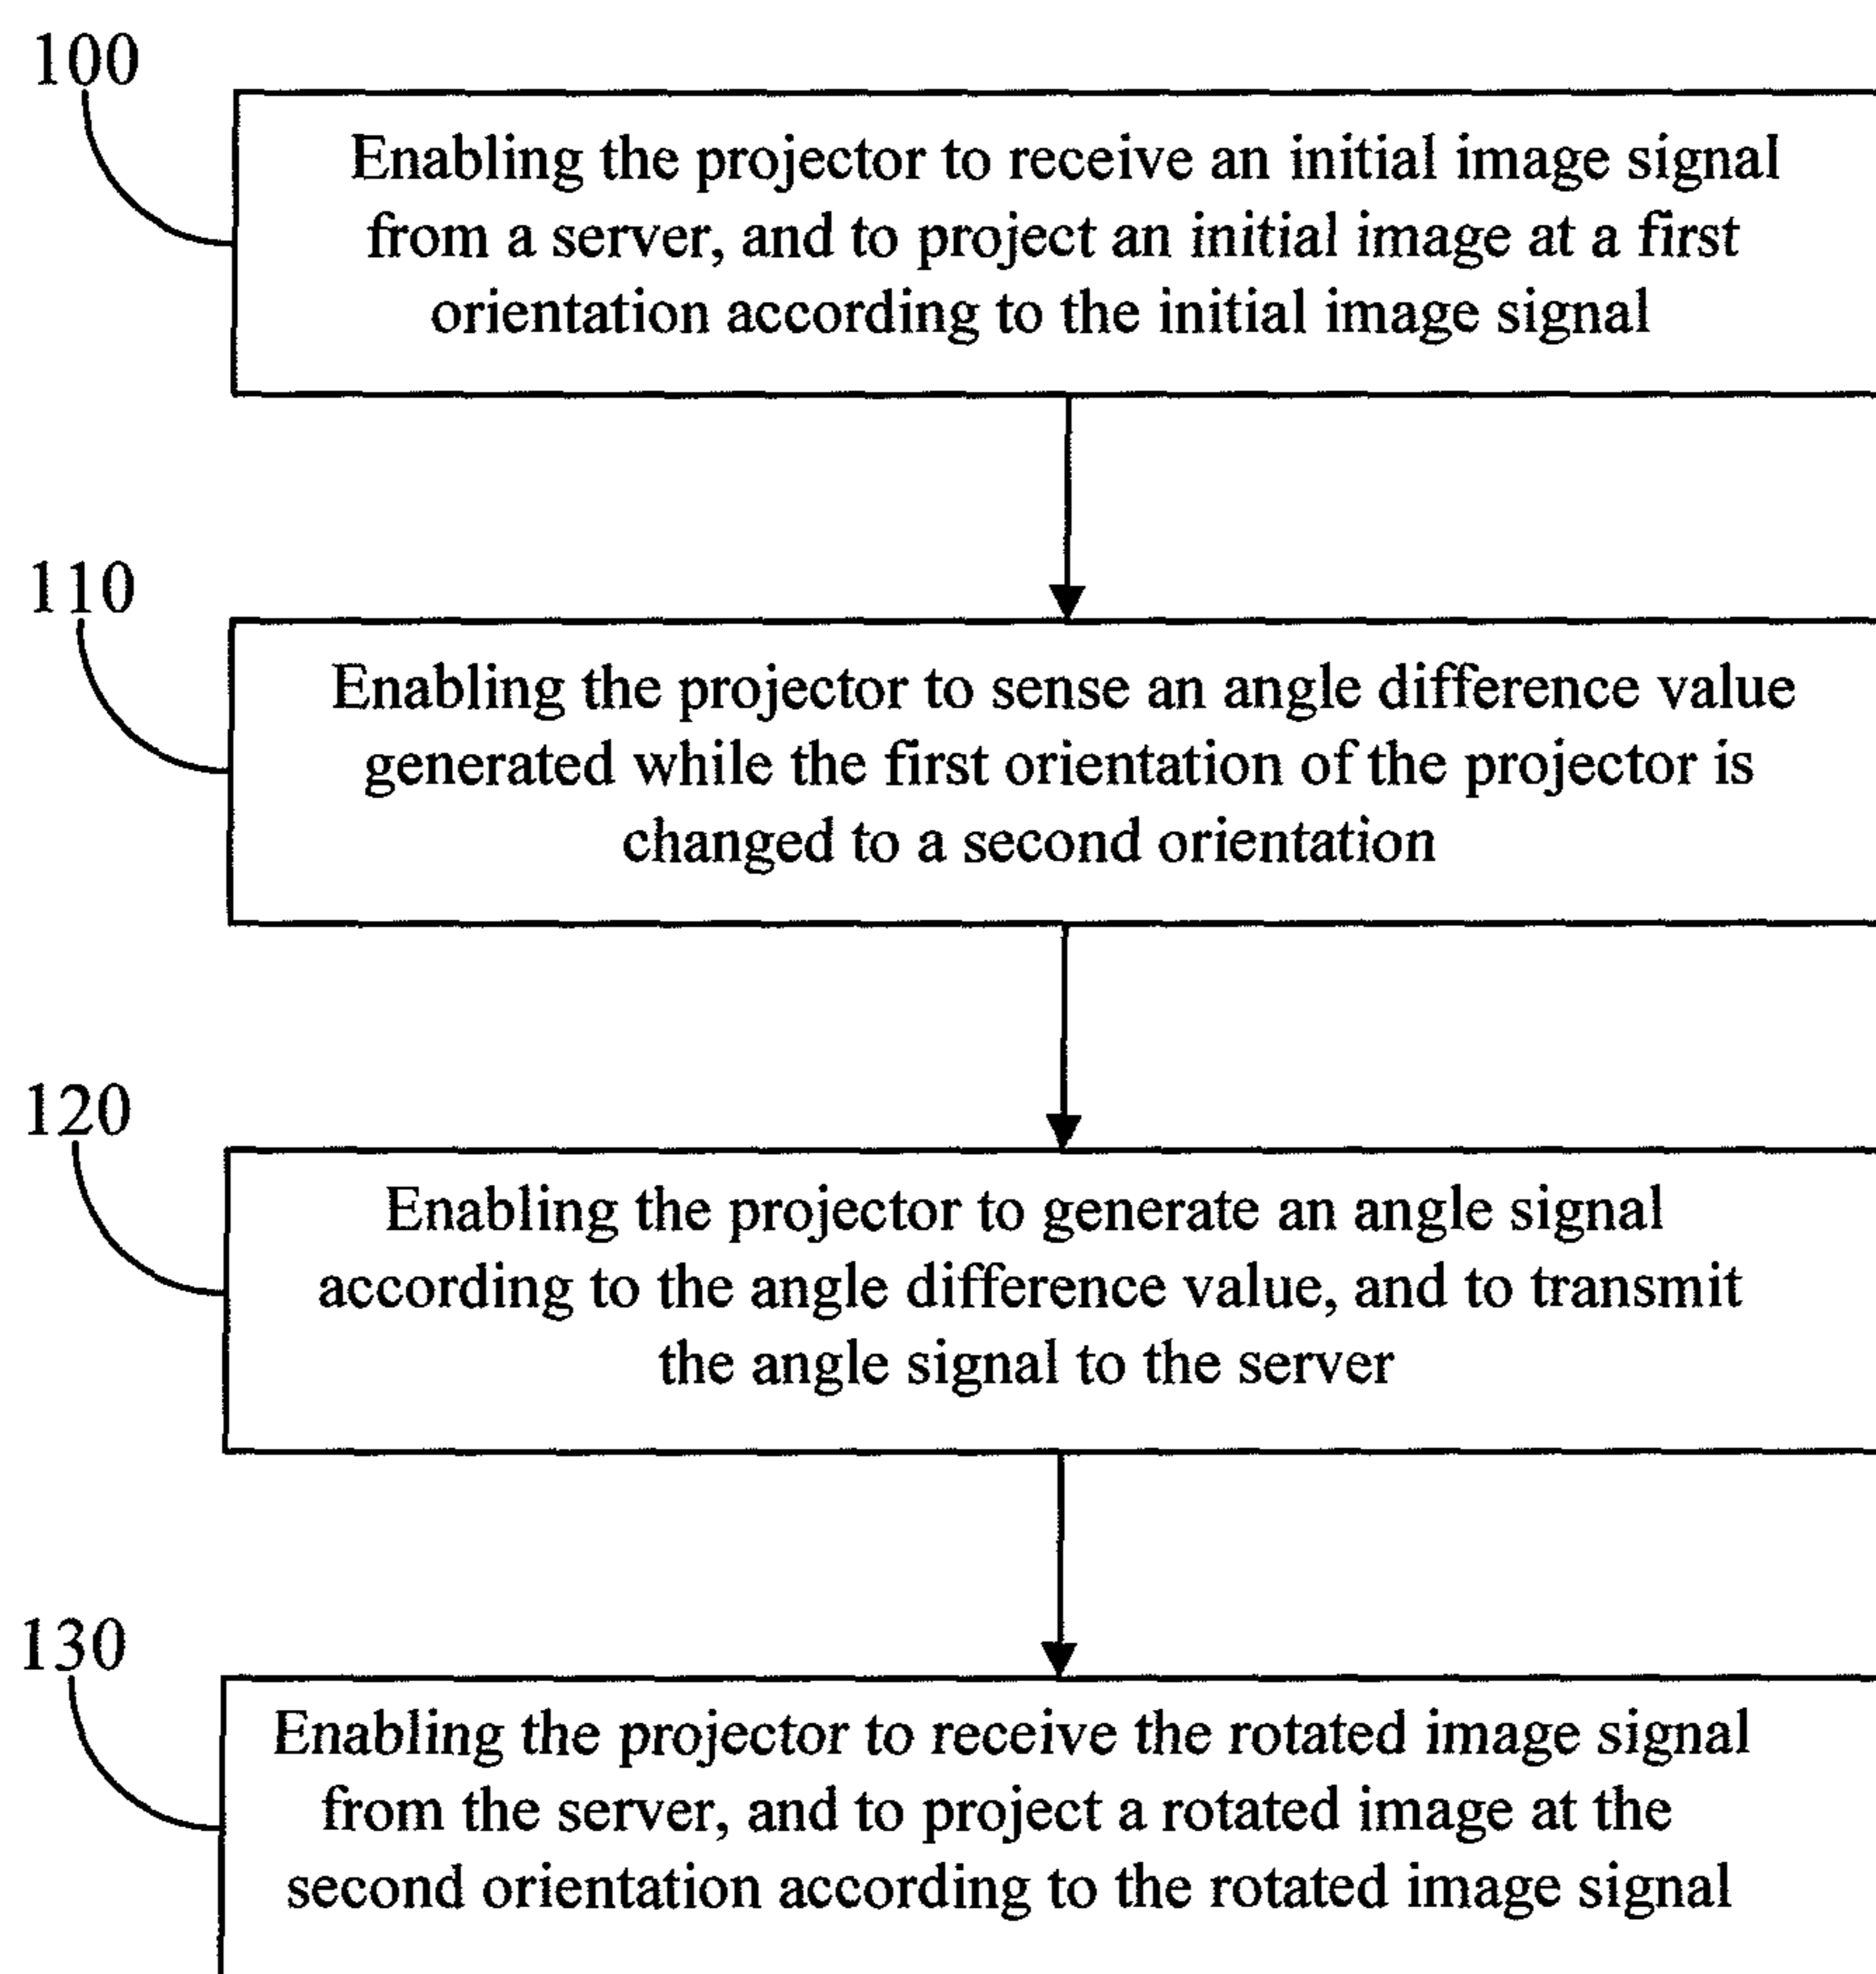 100
Enabling the projector to receive an initial image signal
from a server, and to project an initial image at a first
orientation according to the initial image signal
110
Enabling the projector to sense an angle difference value
generated while the first orientation of the projector is
changed to a second orientation
120
Enabling the projector to generate an angle signal
according to the angle difference value, and to transmit
the angle signal to the server
130
Enabling the projector to receive the rotated image signal
from the server, and to project a rotated image at the
second orientation according to the rotated image signal